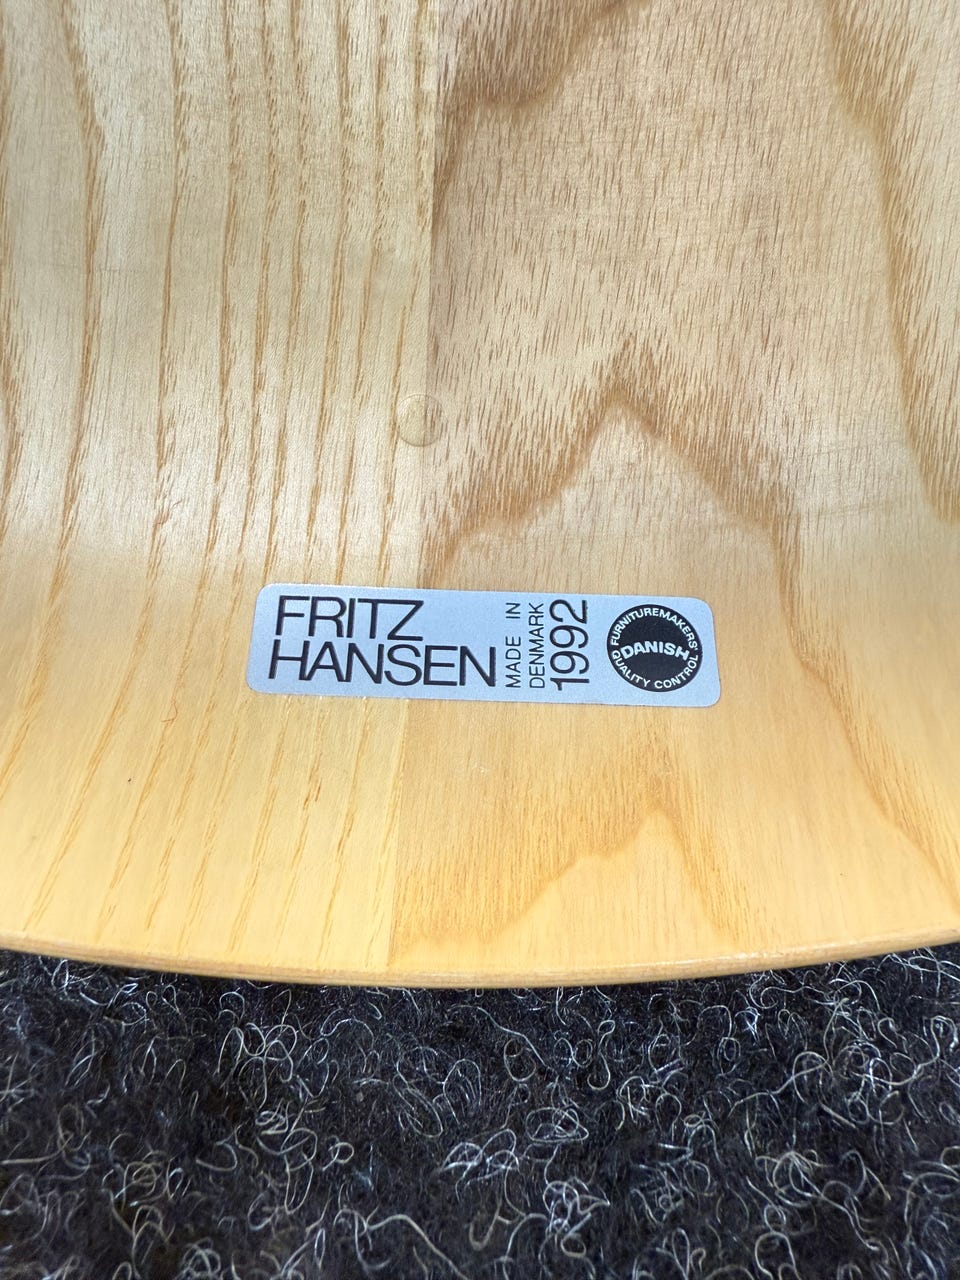 FRITZ
HANSEN
MADE IN
DENMARK
1992
FURNITUREMAKERS'
DANISH
QUALITY CONTROL